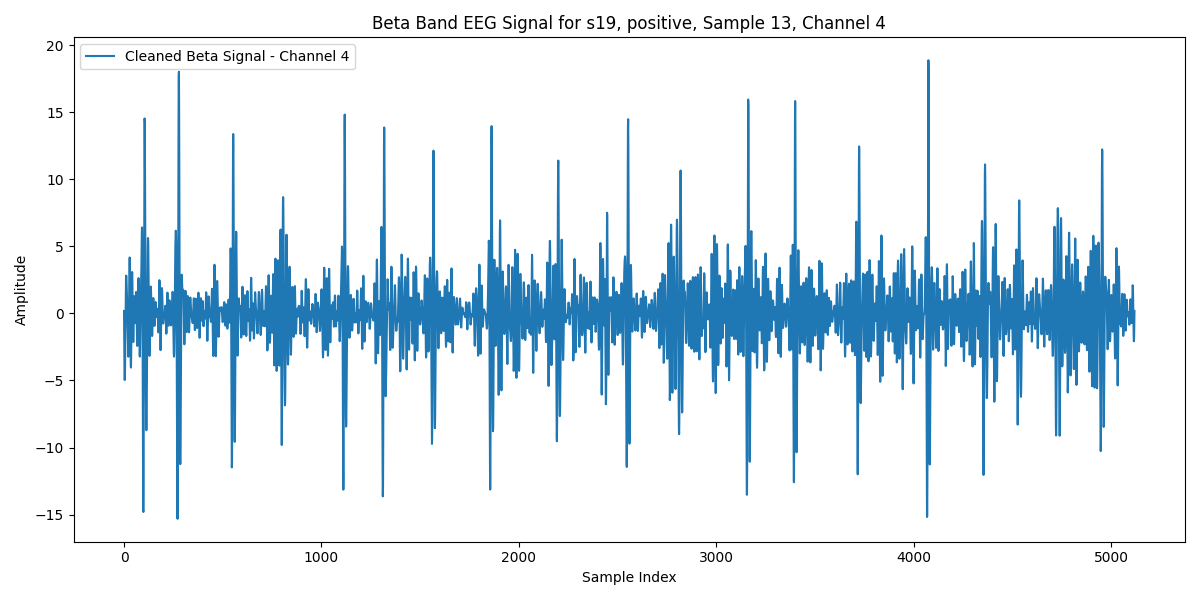 Beta Band EEG Signal for s19, positive, Sample 13, Channel 4
Cleaned Beta Signal - Channel 4
Amplitude
20
15
10
5
0
−5
−10
−15
0 1000 2000 3000 4000 5000
Sample Index